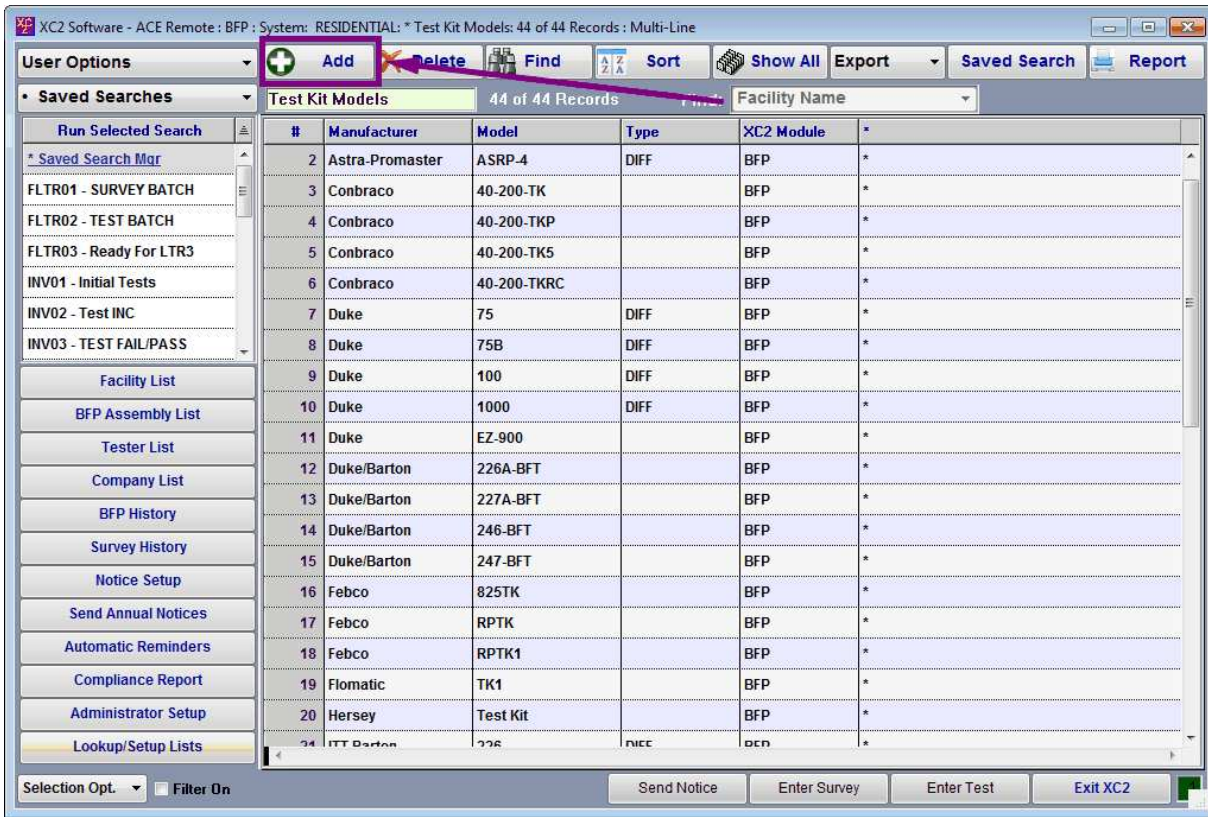 XC2 Software - ACE Remote : BFP : System: RESIDENTIAL: * Test Kit Models: 44 of 44 Records : Multi-Line
User Options Add Delete Find Sort Show All Export Saved Search Report
• Saved Searches Test Kit Models 44 of 44 Records Find: Facility Name
Run Selected Search
* Saved Search Mgr
FLTR01 - SURVEY BATCH
FLTR02 - TEST BATCH
FLTR03 - Ready For LTR3
INV01 - Initial Tests
INV02 - Test INC
INV03 - TEST FAIL/PASS
Facility List
BFP Assembly List
Tester List
Company List
BFP History
Survey History
Notice Setup
Send Annual Notices
Automatic Reminders
Compliance Report
Administrator Setup
Lookup/Setup Lists
# Manufacturer Model Type XC2 Module *
2 Astra-Promaster ASRP-4 DIFF BFP *
3 Conbraco 40-200-TK BFP *
4 Conbraco 40-200-TKP BFP *
5 Conbraco 40-200-TK5 BFP *
6 Conbraco 40-200-TKRC BFP *
7 Duke 75 DIFF BFP *
8 Duke 75B DIFF BFP *
9 Duke 100 DIFF BFP *
10 Duke 1000 DIFF BFP *
11 Duke EZ-900 BFP *
12 Duke/Barton 226A-BFT BFP *
13 Duke/Barton 227A-BFT BFP *
14 Duke/Barton 246-BFT BFP *
15 Duke/Barton 247-BFT BFP *
16 Febco 825TK BFP *
17 Febco RPTK BFP *
18 Febco RPTK1 BFP *
19 Flomatic TK1 BFP *
20 Hersey Test Kit BFP *
21 ITT Barton 226 DIFF BFP *
Selection Opt. Filter On Send Notice Enter Survey Enter Test Exit XC2